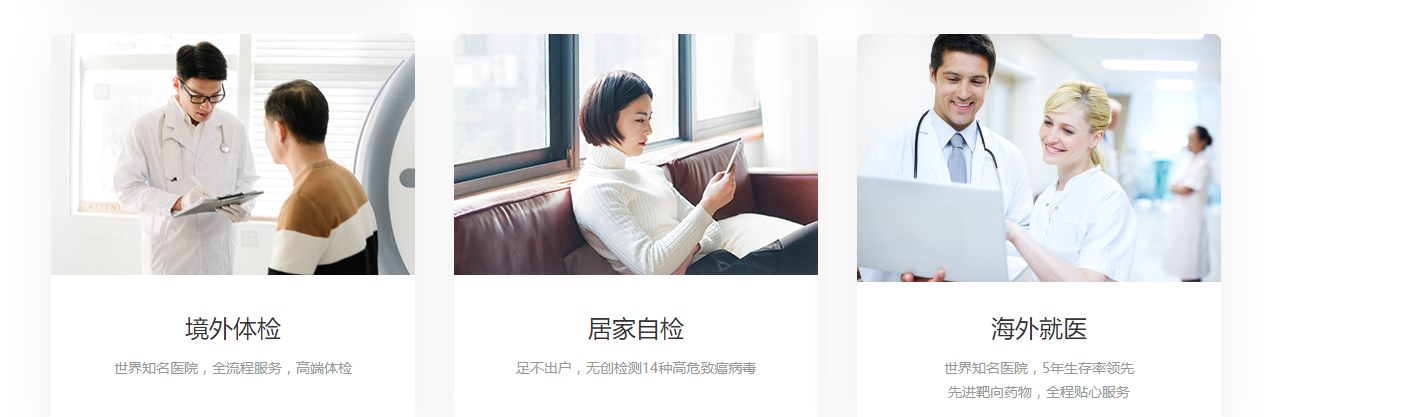 境外体检
世界知名医院，全流程服务，高端体检
居家自检
足不出户，无创检测14种高危致癌病毒
海外就医
世界知名医院，5年生存率领先
先进靶向药物，全程贴心服务